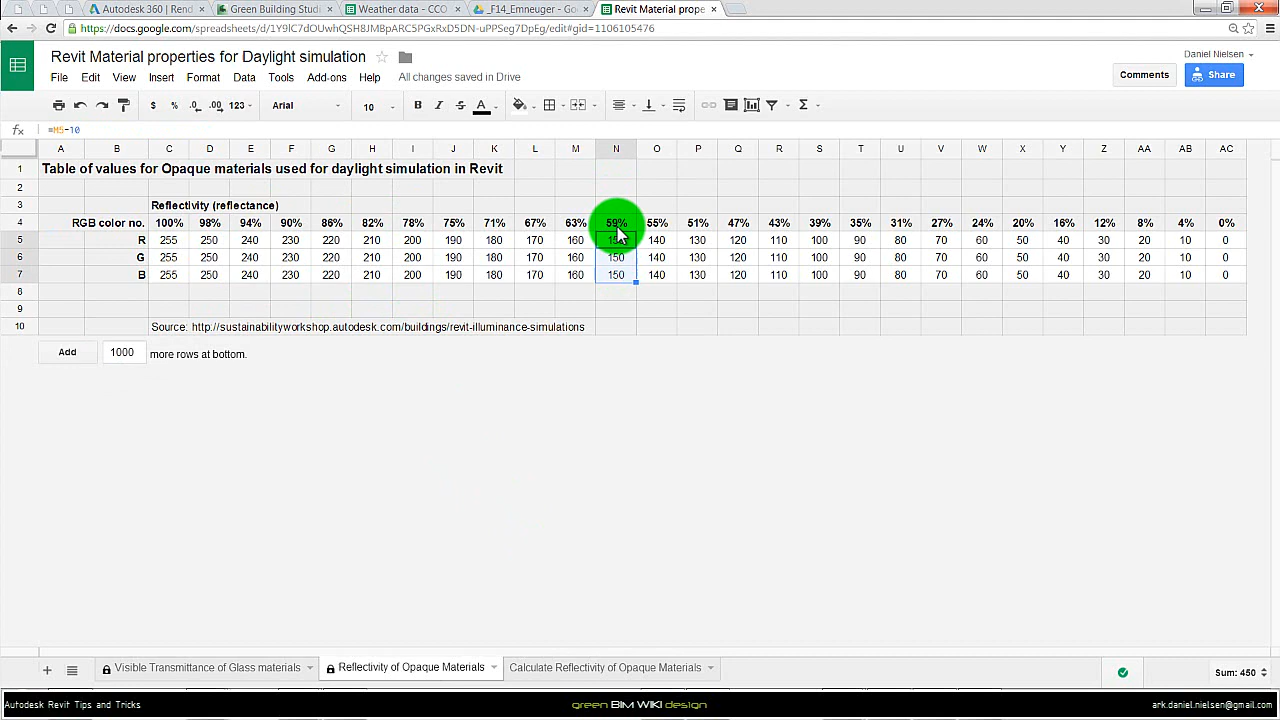 Autodesk 360 | Rend
Green Building Studi
Weather data - CCO
_F14_Emneuger - Goo
Revit Material prope
https://docs.google.com/spreadsheets/d/1Y9lC7dOUwhQSH8JMBpARC5PGxRxD5DN-uPPSeg7DpEg/edit#gid=1106105476
Revit Material properties for Daylight simulation
Daniel Nielsen
File Edit View Insert Format Data Tools Add-ons Help All changes saved in Drive
Comments Share
$ % .0 .00 123 Arial 10 B I S A Σ
fx =M5-10
A B C D E F G H I J K L M N O P Q R S T U V W X Y Z AA AB AC
1 Table of values for Opaque materials used for daylight simulation in Revit
2
3 Reflectivity (reflectance)
4 RGB color no. 100% 98% 94% 90% 86% 82% 78% 75% 71% 67% 63% 59% 55% 51% 47% 43% 39% 35% 31% 27% 24% 20% 16% 12% 8% 4% 0%
5 R 255 250 240 230 220 210 200 190 180 170 160 150 140 130 120 110 100 90 80 70 60 50 40 30 20 10 0
6 G 255 250 240 230 220 210 200 190 180 170 160 150 140 130 120 110 100 90 80 70 60 50 40 30 20 10 0
7 B 255 250 240 230 220 210 200 190 180 170 160 150 140 130 120 110 100 90 80 70 60 50 40 30 20 10 0
8
9
10 Source: http://sustainabilityworkshop.autodesk.com/buildings/revit-illuminance-simulations
Add 1000 more rows at bottom.
Visible Transmittance of Glass materials Reflectivity of Opaque Materials Calculate Reflectivity of Opaque Materials Sum: 450
Autodesk Revit Tips and Tricks green BIM WIKI design ark.daniel.nielsen@gmail.com